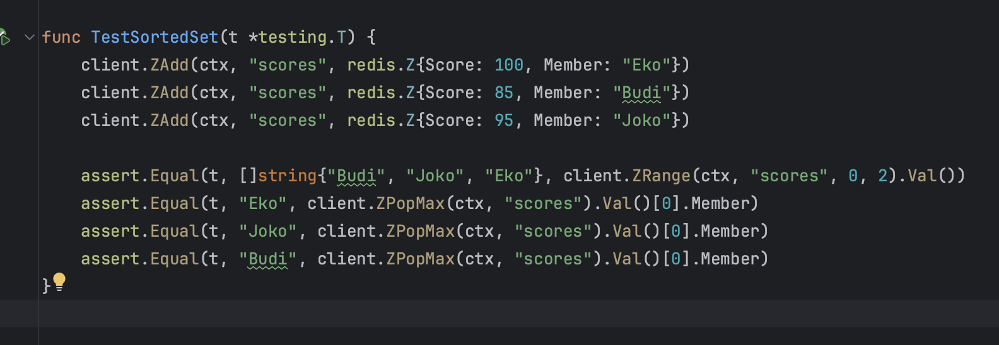 func TestSortedSet(t *testing.T) {
    client.ZAdd(ctx, "scores", redis.Z{Score: 100, Member: "Eko"})
    client.ZAdd(ctx, "scores", redis.Z{Score: 85, Member: "Budi"})
    client.ZAdd(ctx, "scores", redis.Z{Score: 95, Member: "Joko"})

    assert.Equal(t, []string{"Budi", "Joko", "Eko"}, client.ZRange(ctx, "scores", 0, 2).Val())
    assert.Equal(t, "Eko", client.ZPopMax(ctx, "scores").Val()[0].Member)
    assert.Equal(t, "Joko", client.ZPopMax(ctx, "scores").Val()[0].Member)
    assert.Equal(t, "Budi", client.ZPopMax(ctx, "scores").Val()[0].Member)
}